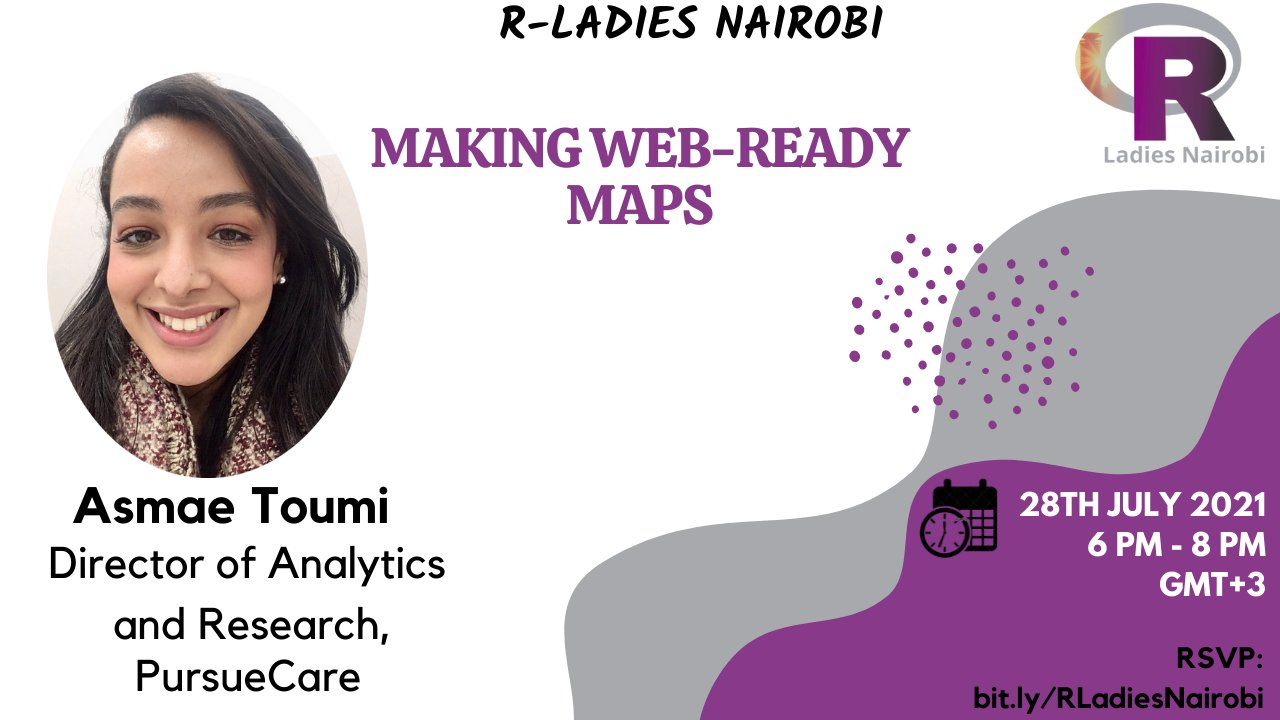 R-LADIES NAIROBI
R
Ladies Nairobi
MAKING WEB-READY
MAPS
Asmae Toumi
Director of Analytics
and Research,
PursueCare
28TH JULY 2021
6 PM - 8 PM
GMT+3
RSVP:
bit.ly/RLadiesNairobi